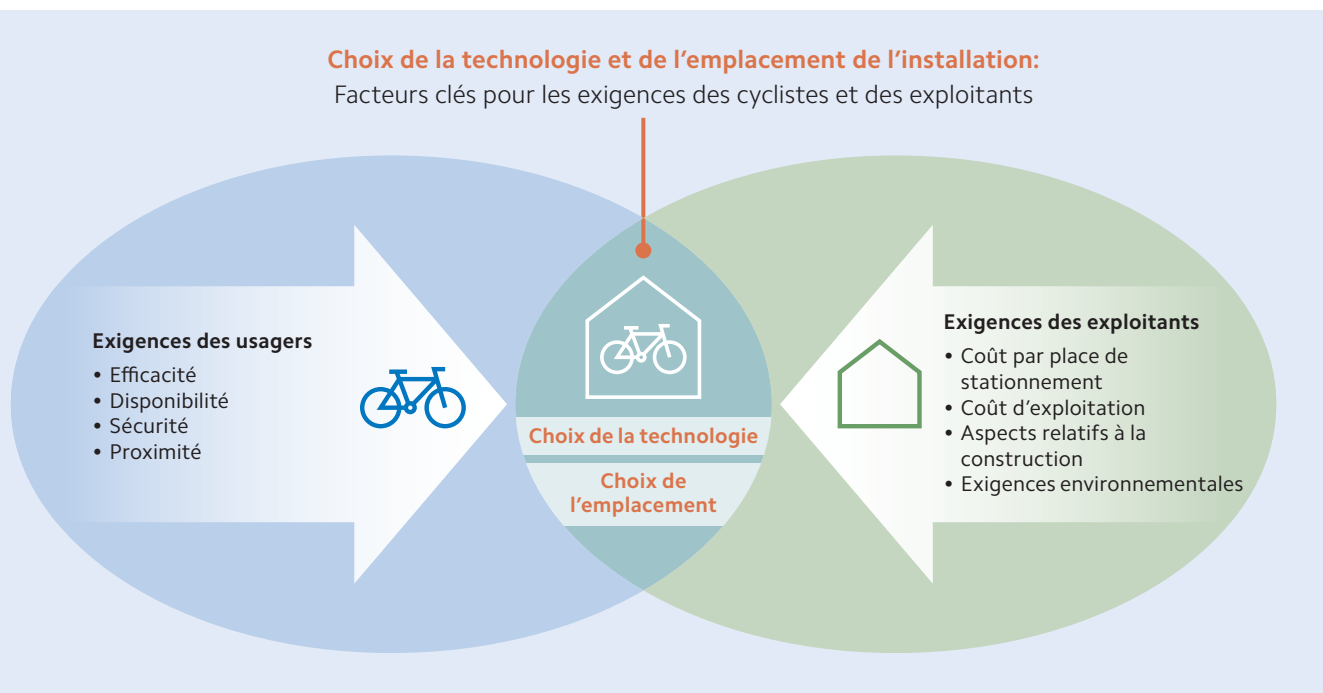 Choix de la technologie et de l'emplacement de l'installation:
Facteurs clés pour les exigences des cyclistes et des exploitants
Exigences des usagers
• Efficacité
• Disponibilité
• Sécurité
• Proximité
Choix de la technologie
Choix de
l'emplacement
Exigences des exploitants
• Coût par place de
stationnement
• Coût d'exploitation
• Aspects relatifs à la
construction
• Exigences environnementales